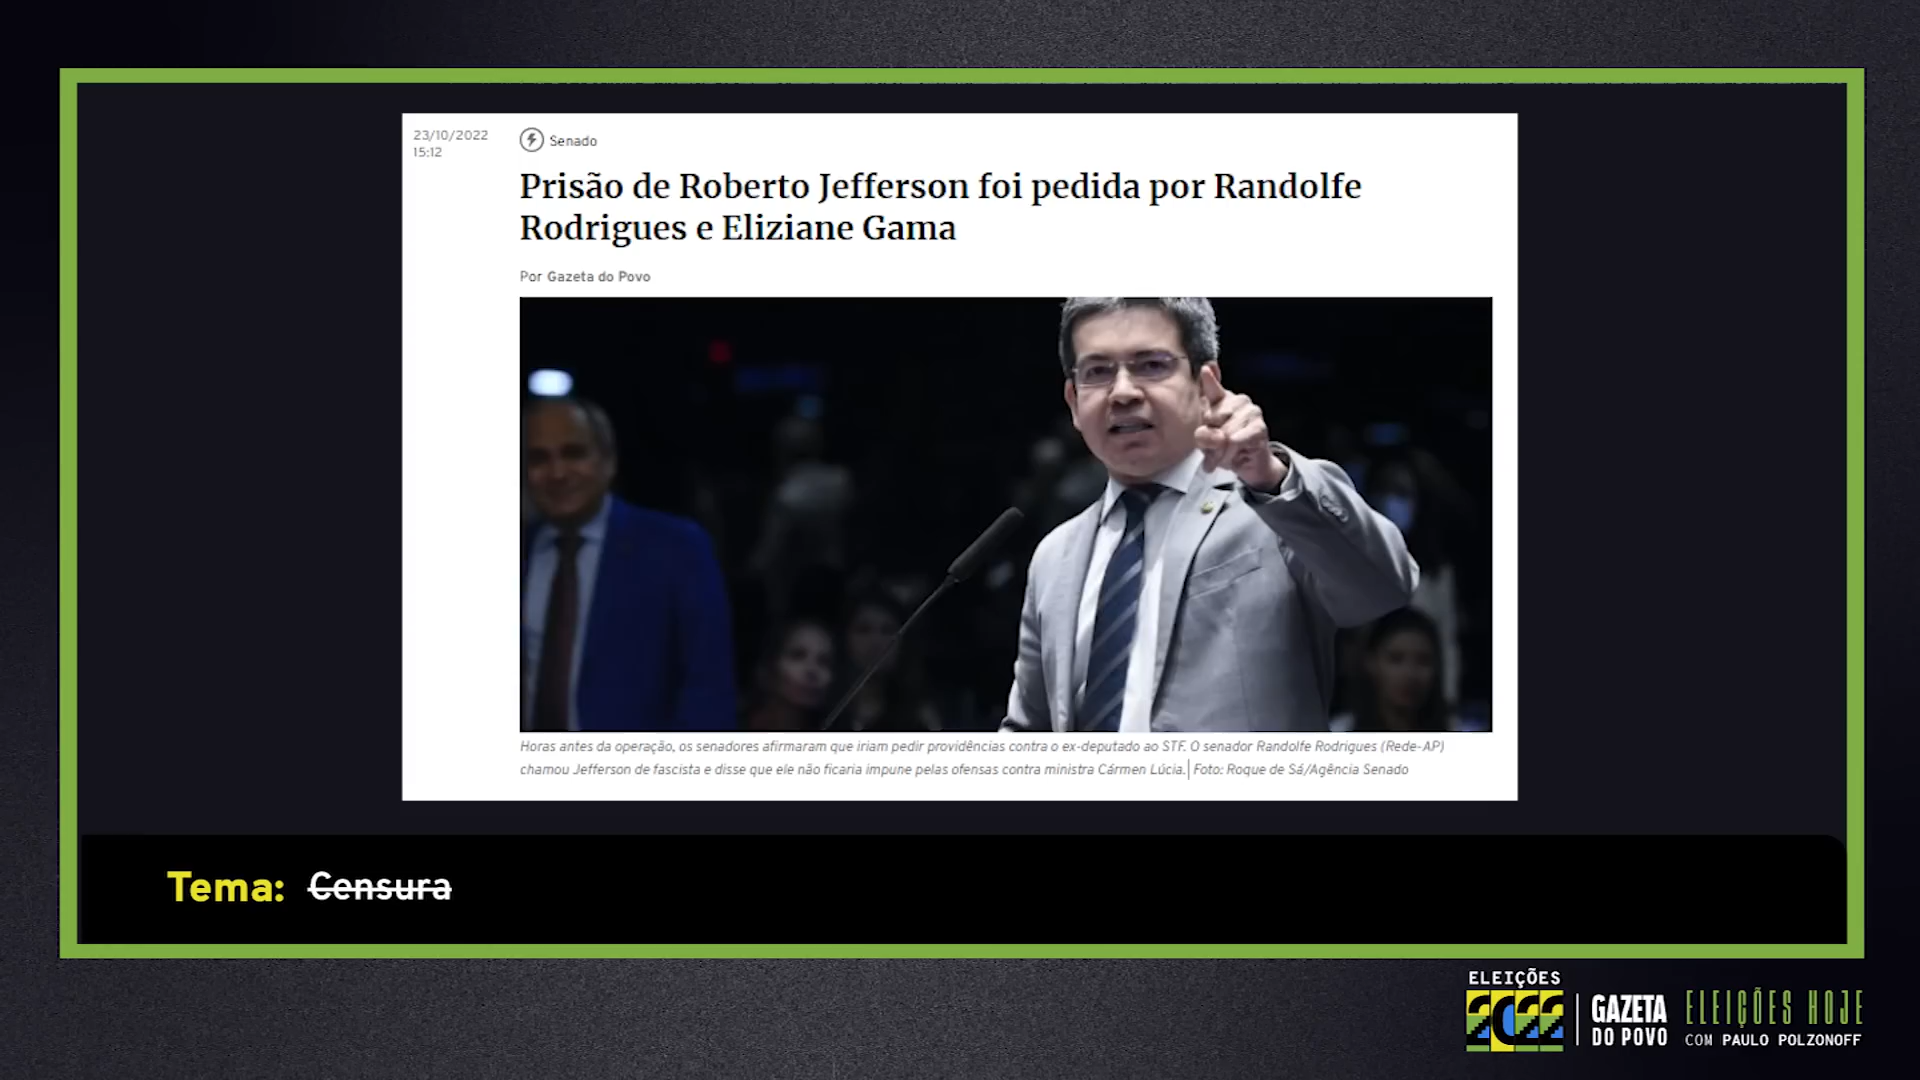 23/10/2022
15:12
Senado
Prisão de Roberto Jefferson foi pedida por Randolfe
Rodrigues e Eliziane Gama
Por Gazeta do Povo
Horas antes da operação, os senadores afirmaram que iriam pedir providências contra o ex-deputado ao STF. O senador Randolfe Rodrigues (Rede-AP)
chamou Jefferson de fascista e disse que ele não ficaria impune pelas ofensas contra ministra Cármen Lúcia.| Foto: Roque de Sá/Agência Senado
Tema: Censura
ELEIÇÕES
2022
GAZETA
DO POVO
ELEIÇÕES HOJE
COM PAULO POLZONOFF